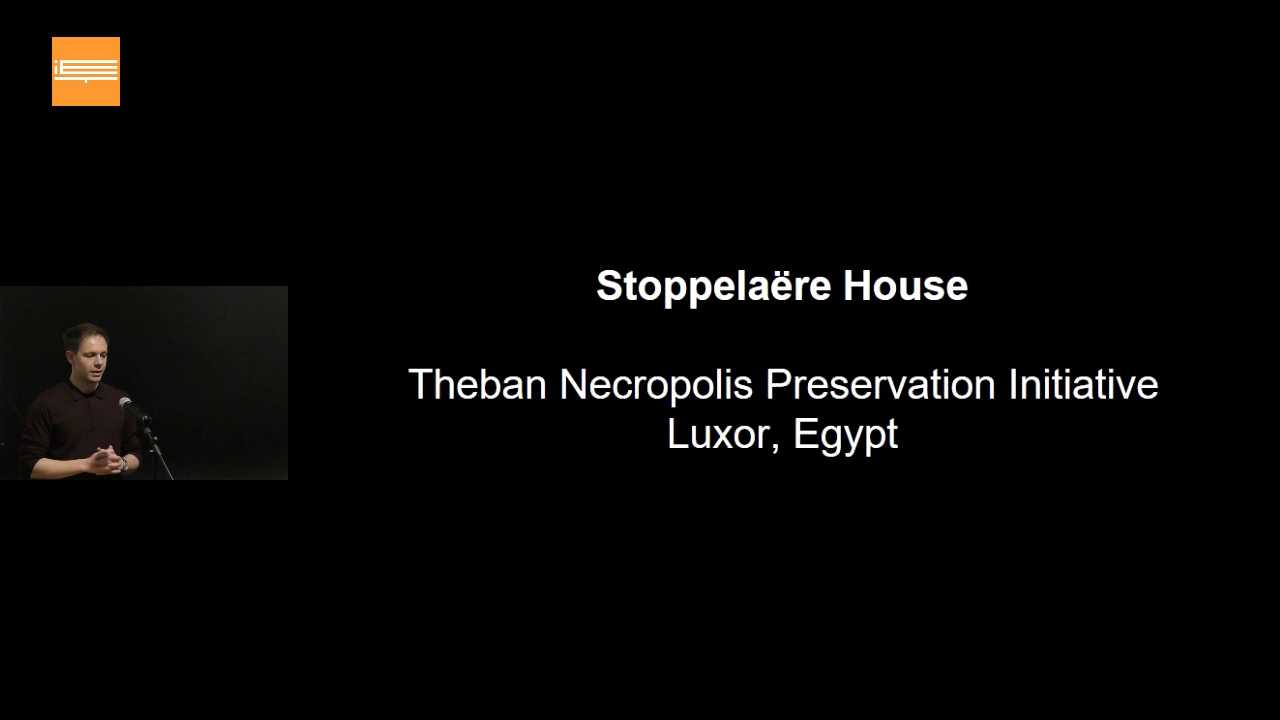 Stoppelaëre House
Theban Necropolis Preservation Initiative
Luxor, Egypt